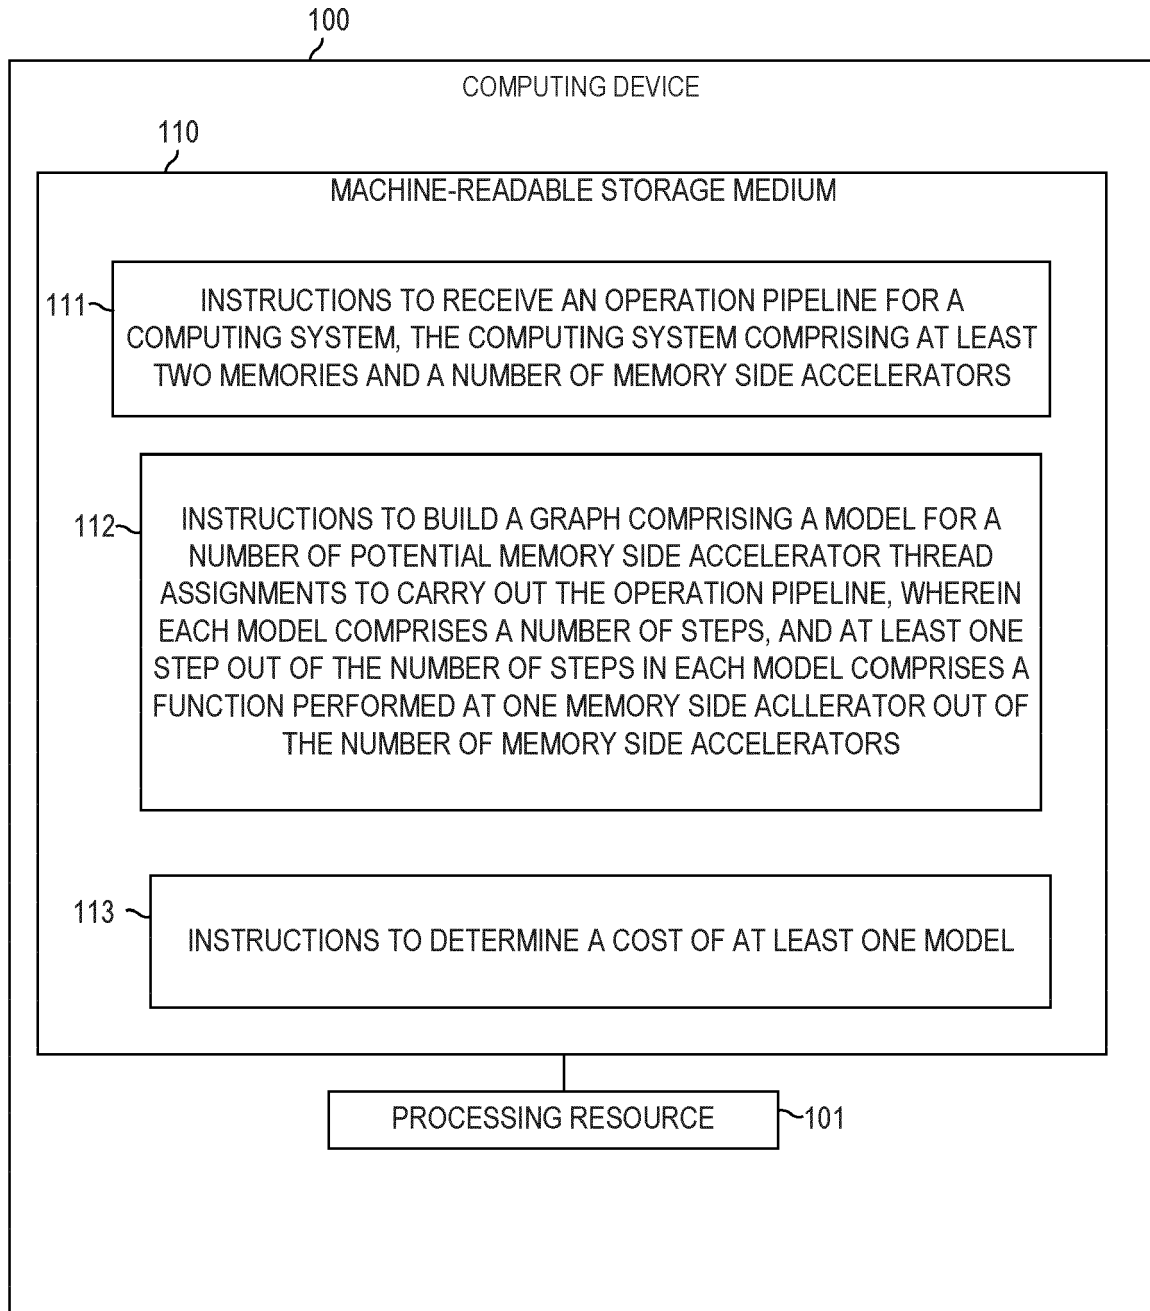 100
COMPUTING DEVICE
110
MACHINE-READABLE STORAGE MEDIUM
111
INSTRUCTIONS TO RECEIVE AN OPERATION PIPELINE FOR A
COMPUTING SYSTEM, THE COMPUTING SYSTEM COMPRISING AT LEAST
TWO MEMORIES AND A NUMBER OF MEMORY SIDE ACCELERATORS
112
INSTRUCTIONS TO BUILD A GRAPH COMPRISING A MODEL FOR A
NUMBER OF POTENTIAL MEMORY SIDE ACCELERATOR THREAD
ASSIGNMENTS TO CARRY OUT THE OPERATION PIPELINE, WHEREIN
EACH MODEL COMPRISES A NUMBER OF STEPS, AND AT LEAST ONE
STEP OUT OF THE NUMBER OF STEPS IN EACH MODEL COMPRISES A
FUNCTION PERFORMED AT ONE MEMORY SIDE ACLLERATOR OUT OF
THE NUMBER OF MEMORY SIDE ACCELERATORS
113
INSTRUCTIONS TO DETERMINE A COST OF AT LEAST ONE MODEL
PROCESSING RESOURCE
101